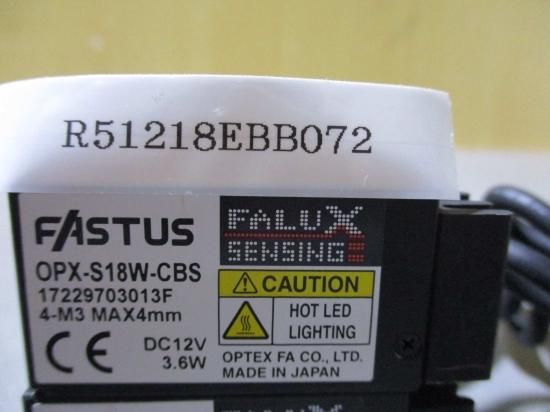 R51218EBB072
FASTUS
FALUX
SENSING
OPX-S18W-CBS
17229703013F
4-M3 MAX4mm
CE
DC12V
3.6W
CAUTION
HOT LED
LIGHTING
OPTEX FA CO., LTD.
MADE IN JAPAN